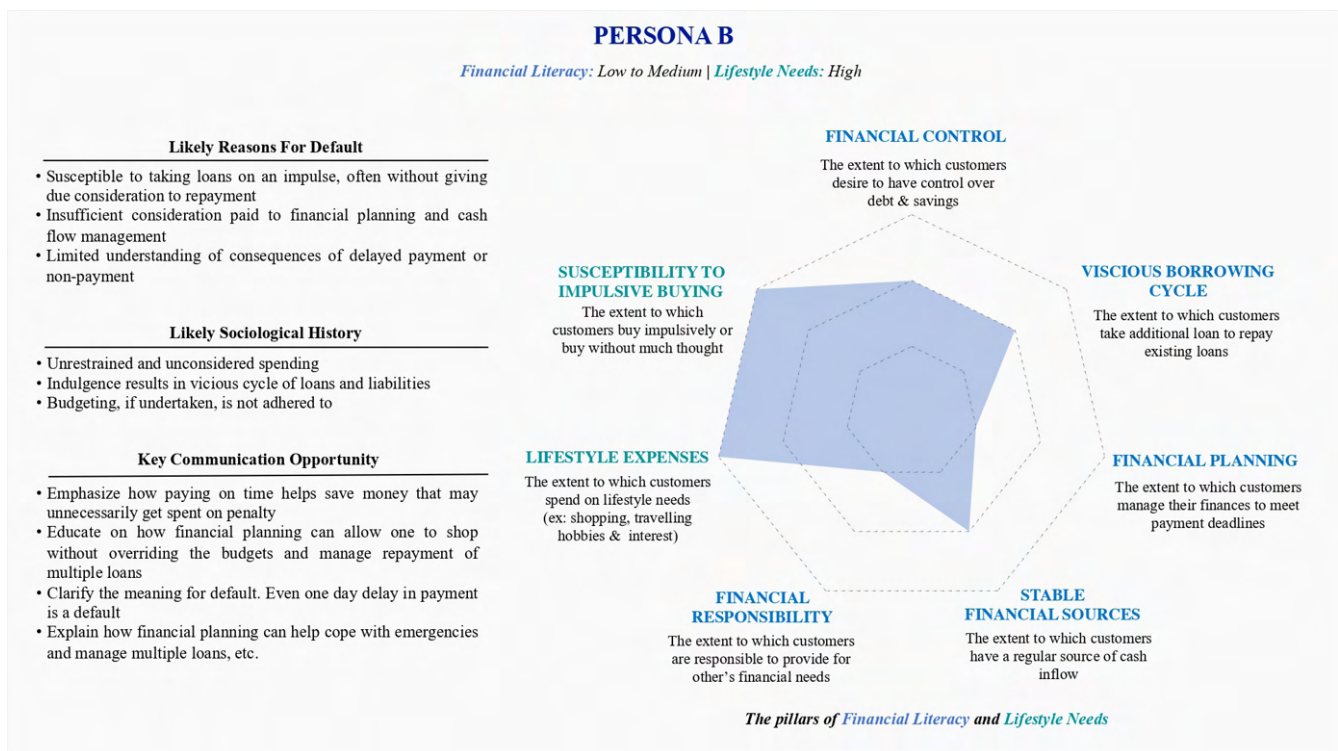 PERSONA B
Financial Literacy: Low to Medium | Lifestyle Needs: High
Likely Reasons For Default
• Susceptible to taking loans on an impulse, often without giving
due consideration to repayment
• Insufficient consideration paid to financial planning and cash
flow management
• Limited understanding of consequences of delayed payment or
non-payment
Likely Sociological History
• Unrestrained and unconsidered spending
• Indulgence results in vicious cycle of loans and liabilities
• Budgeting, if undertaken, is not adhered to
Key Communication Opportunity
• Emphasize how paying on time helps save money that may
unnecessarily get spent on penalty
• Educate on how financial planning can allow one to shop
without overriding the budgets and manage repayment of
multiple loans
• Clarify the meaning for default. Even one day delay in payment
is a default
• Explain how financial planning can help cope with emergencies
and manage multiple loans, etc.
FINANCIAL CONTROL
The extent to which customers
desire to have control over
debt & savings
SUSCEPTIBILITY TO
IMPULSIVE BUYING
The extent to which
customers buy impulsively or
buy without much thought
VISCIOUS BORROWING
CYCLE
The extent to which customers
take additional loan to repay
existing loans
LIFESTYLE EXPENSES
The extent to which customers
spend on lifestyle needs
(ex: shopping, travelling
hobbies & interest)
FINANCIAL PLANNING
The extent to which customers
manage their finances to meet
payment deadlines
FINANCIAL
RESPONSIBILITY
The extent to which customers
are responsible to provide for
other's financial needs
STABLE
FINANCIAL SOURCES
The extent to which customers
have a regular source of cash
inflow
The pillars of Financial Literacy and Lifestyle Needs